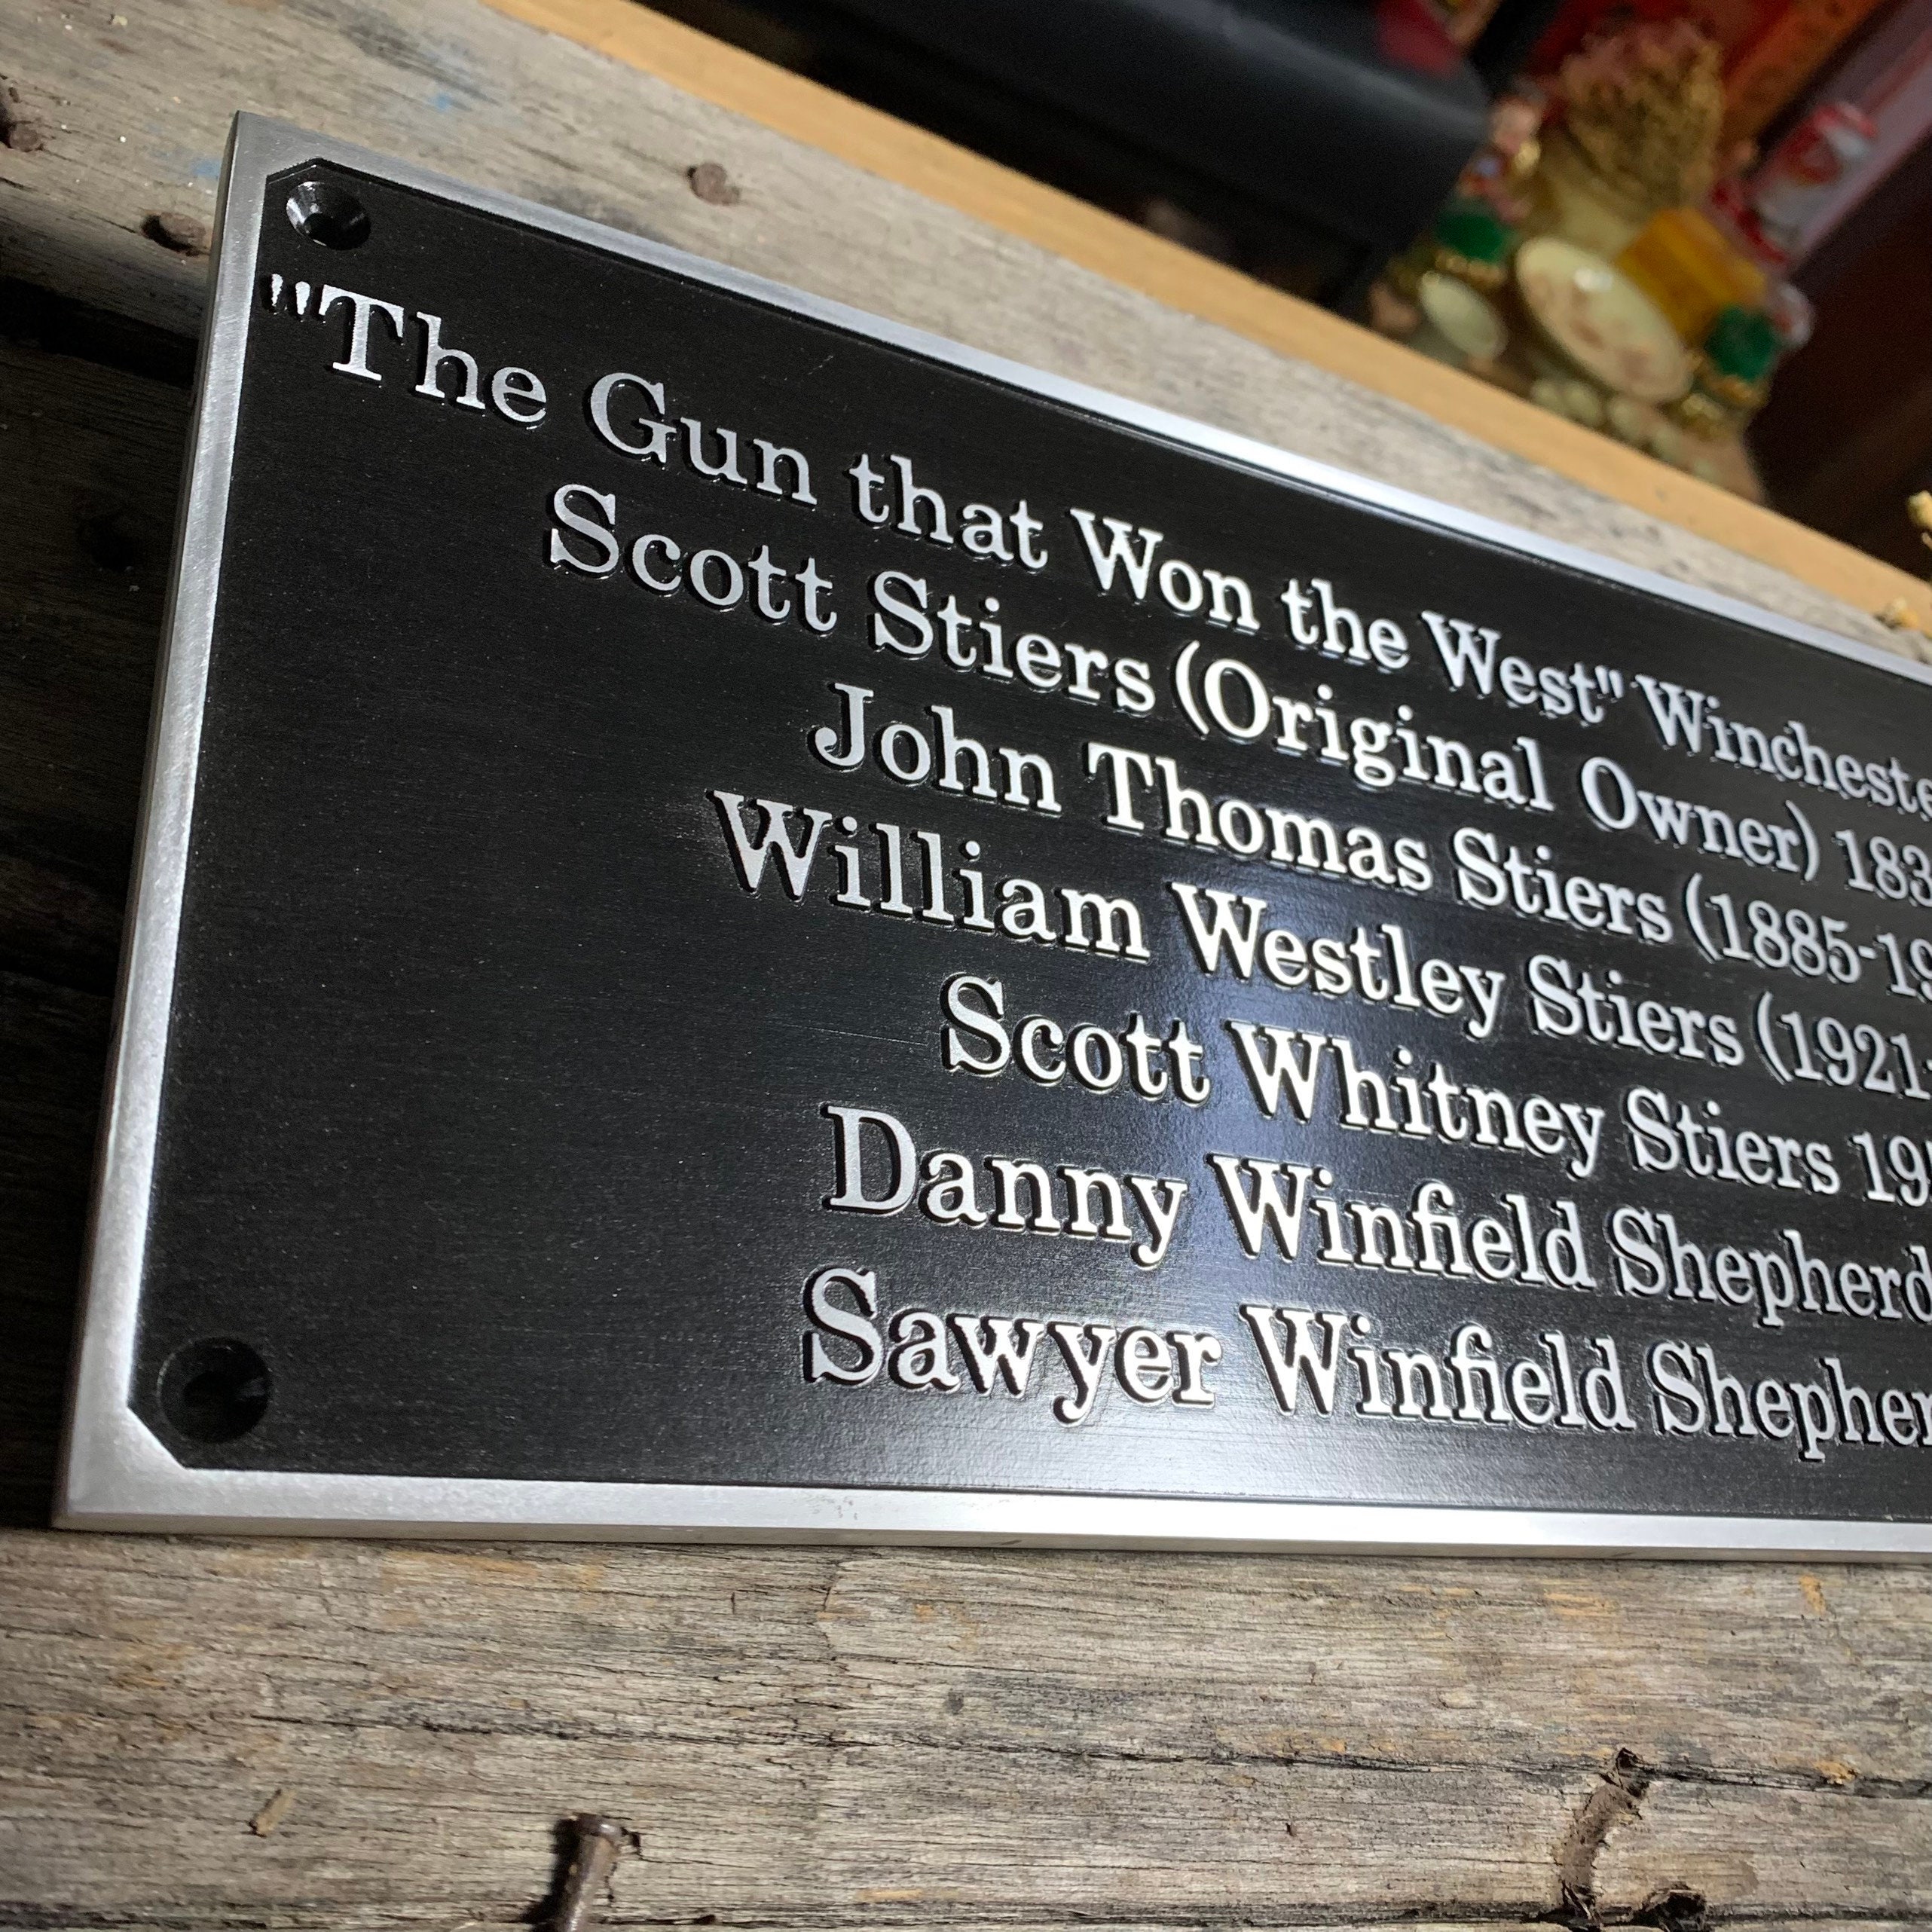 "The Gun that Won the West" Wincheste
Scott Stiers (Original Owner) 183
John Thomas Stiers (1885-19
William Westley Stiers (1921-
Scott Whitney Stiers 19
Danny Winfield Shepherd
Sawyer Winfield Shepher